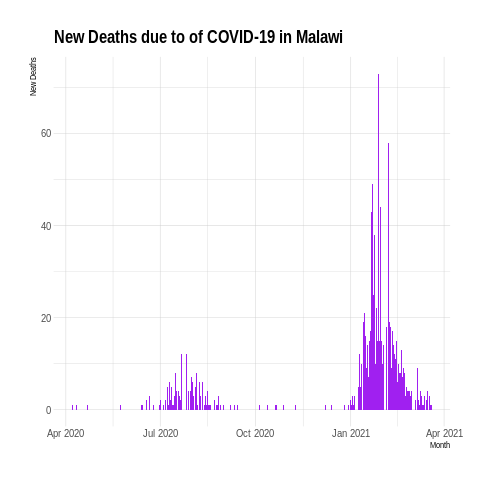 New Deaths due to of COVID-19 in Malawi
New Deaths
60
40
20
0
Apr 2020
Jul 2020
Oct 2020
Jan 2021
Apr 2021
Month